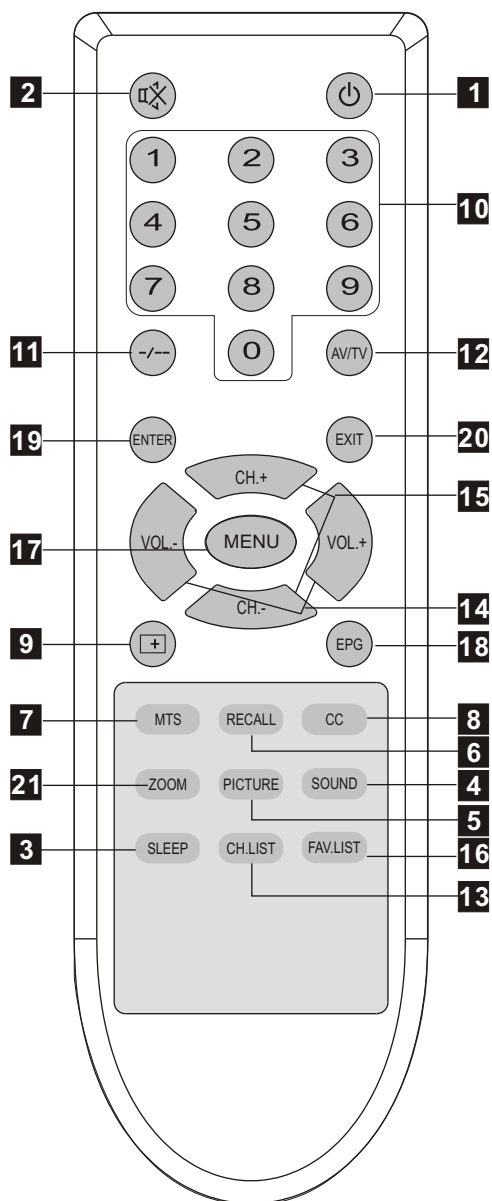 2 1
1 2 3
10
4 5 6
7 8 9
11 -/-- 0 AV/TV 12
19 ENTER EXIT 20
CH.+
15
17 VOL.- MENU VOL.+
CH.- 14
9 + EPG 18
7 MTS RECALL CC 8
6
21 ZOOM PICTURE SOUND 4
5
3 SLEEP CH.LIST FAV.LIST 16
13